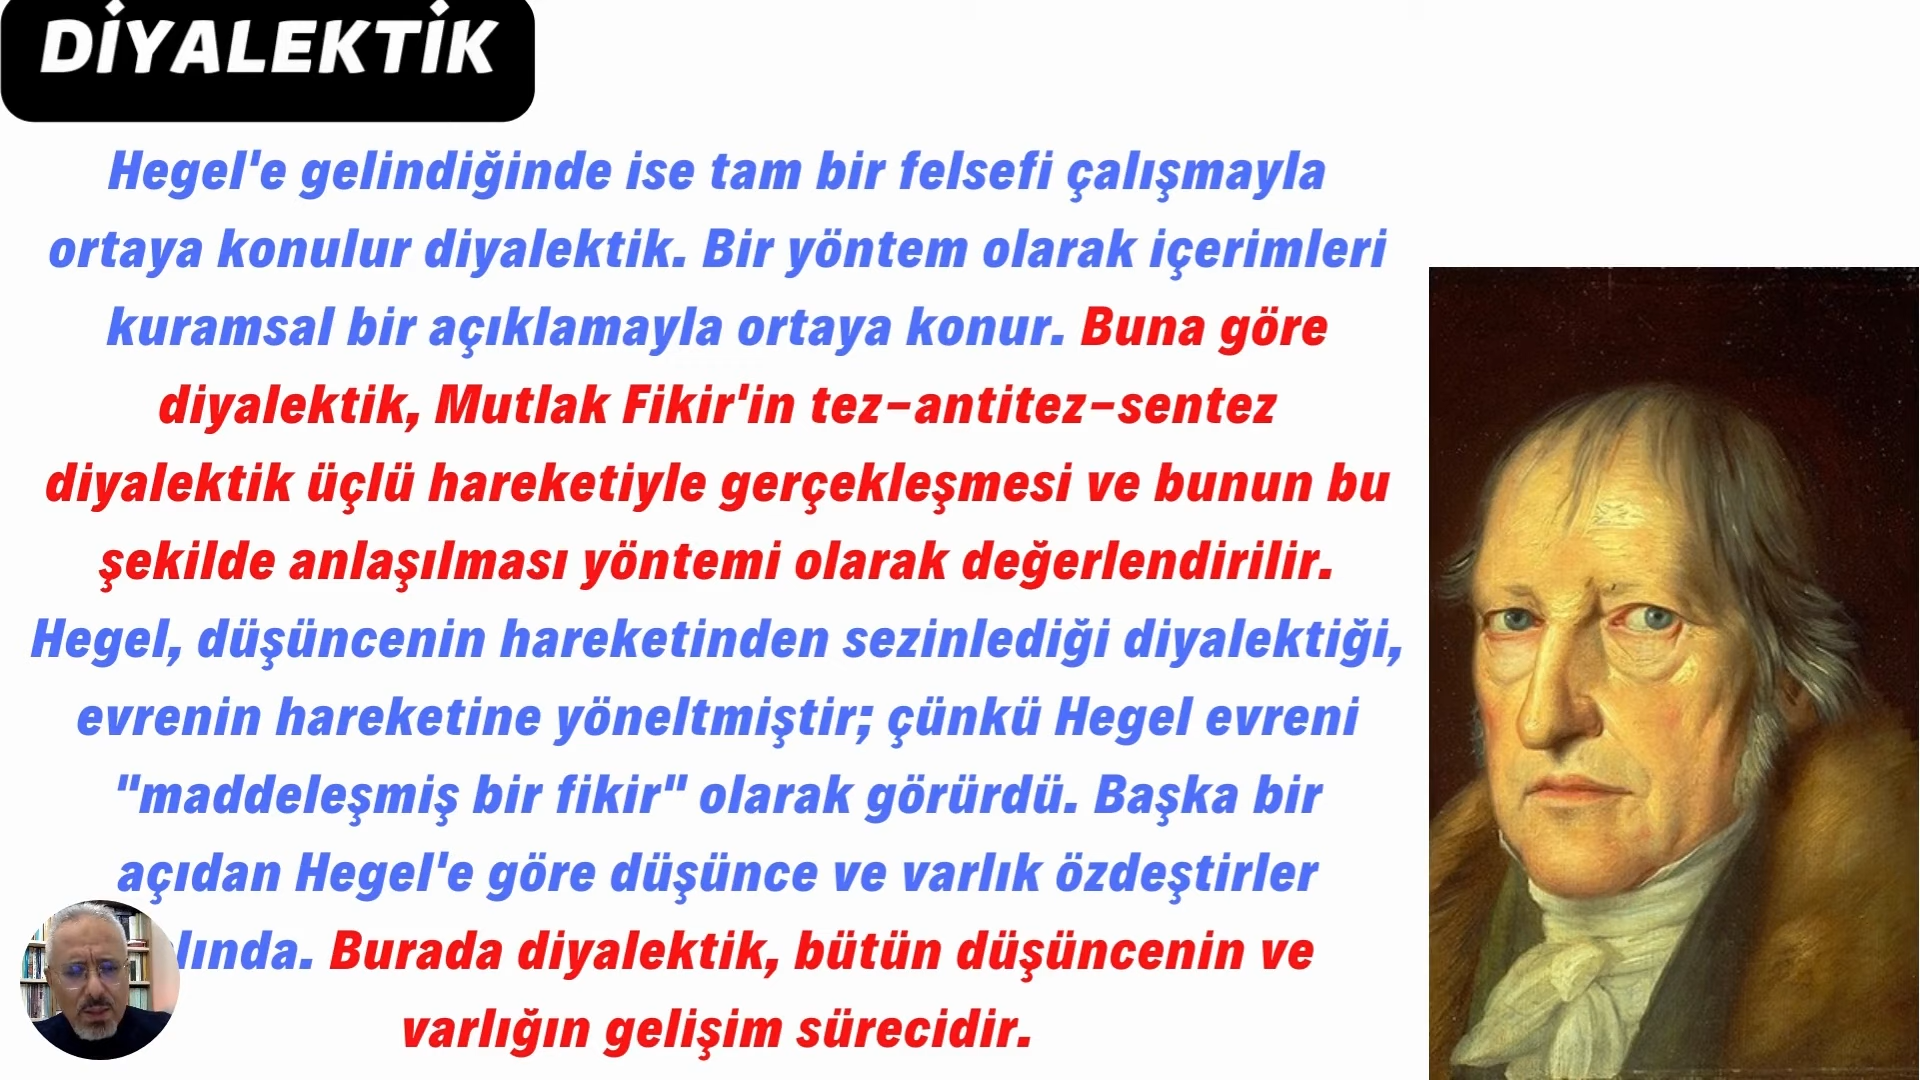 DİYALEKTİK
Hegel'e gelindiğinde ise tam bir felsefi çalışmayla
ortaya konulur diyalektik. Bir yöntem olarak içerimleri
kuramsal bir açıklamayla ortaya konur. Buna göre
diyalektik, Mutlak Fikir'in tez-antitez-sentez
diyalektik üçlü hareketiyle gerçekleşmesi ve bunun bu
şekilde anlaşılması yöntemi olarak değerlendirilir.
Hegel, düşüncenin hareketinden sezinlediği diyalektiği,
evrenin hareketine yöneltmiştir; çünkü Hegel evreni
"maddeleşmiş bir fikir" olarak görürdü. Başka bir
açıdan Hegel'e göre düşünce ve varlık özdeştirler
Burada diyalektik, bütün düşüncenin ve
varlığın gelişim sürecidir.